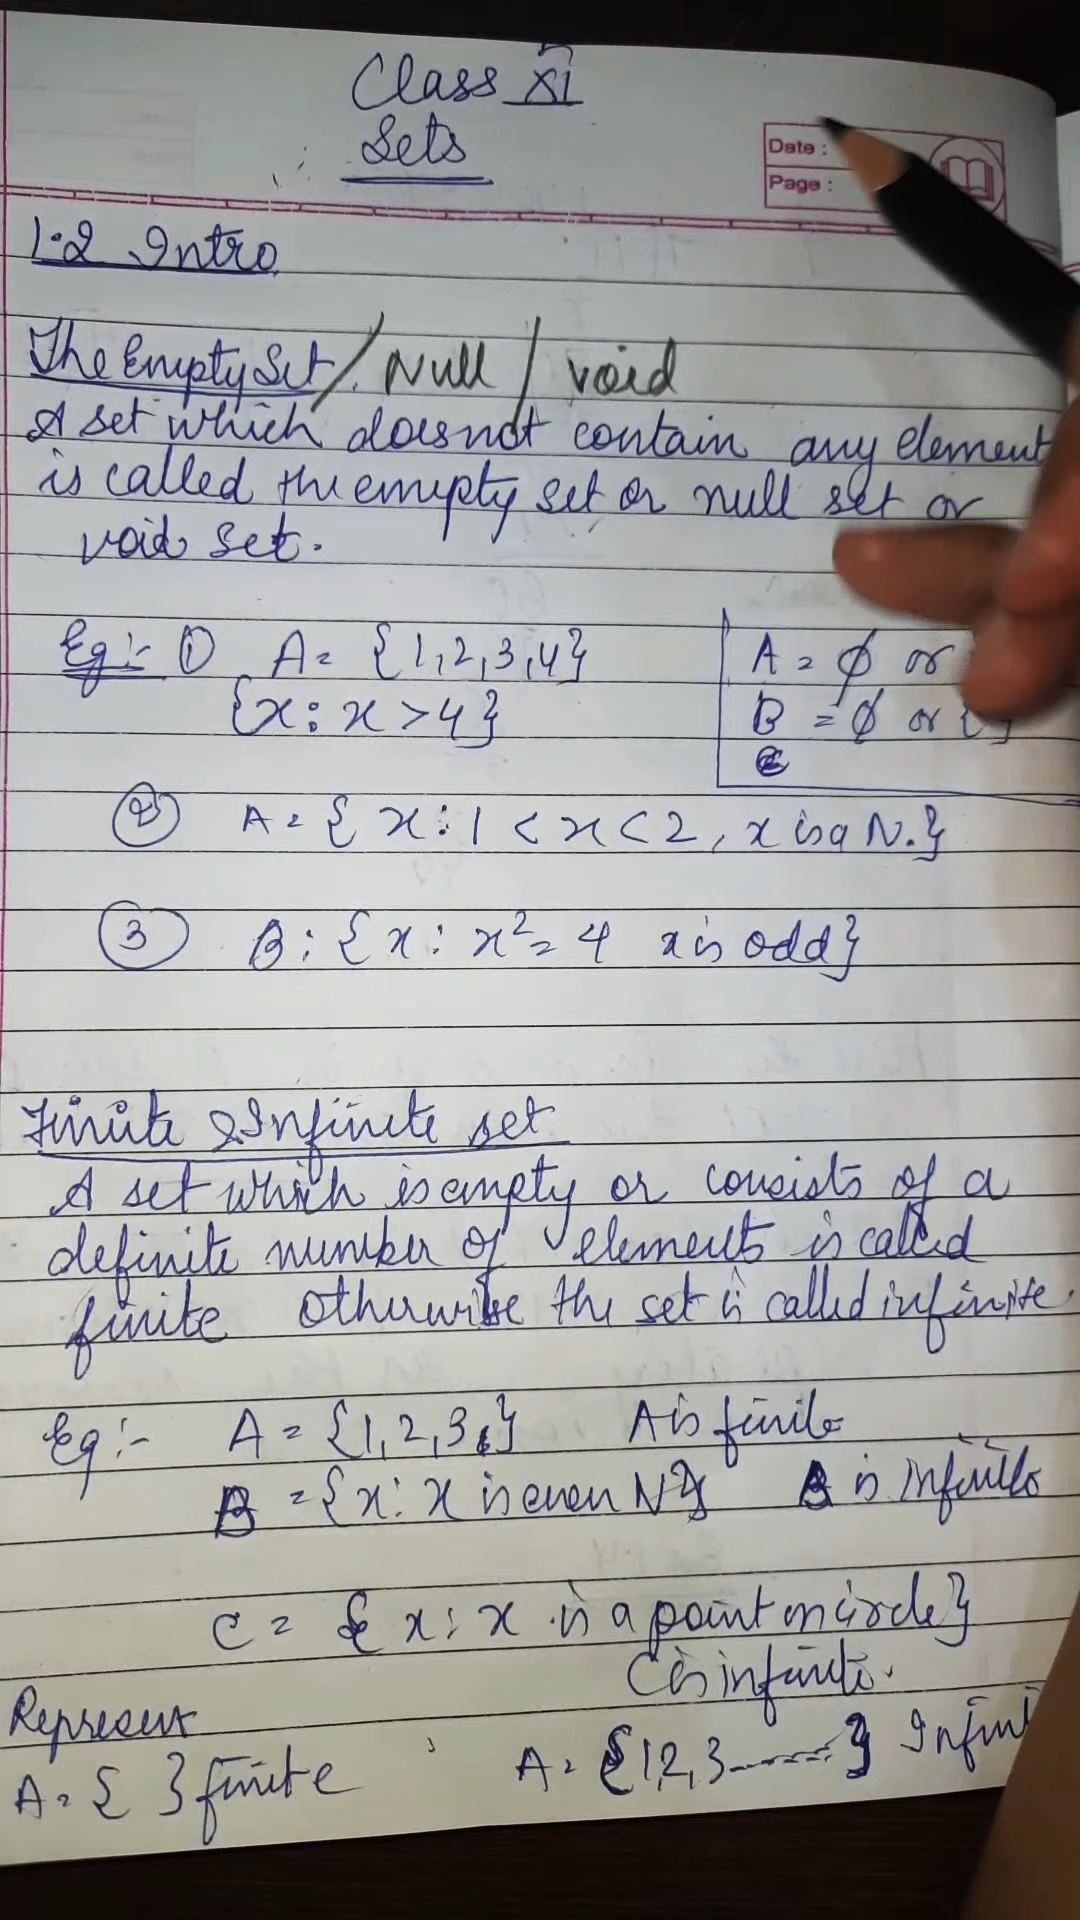 Class XI
Sets
Date :
Page :
1.2 Intro
The Empty Set / Null / void
A set which does not contain any element
is called the empty set or null set or
void set.
Eg :- ① A = {1, 2, 3, 4}
{x : x > 4}
A = ϕ or
B = ϕ or { }
② A = { x : 1 < x < 2, x is a N.}
③ B : {x : x² = 4 x is odd}
Finite & Infinite set
A set which is empty or consists of a
definite number of elements is called
finite otherwise the set is called infinite.
Eg :- A = {1, 2, 3,} A is finite
B = {x : x is even N} B is infinite
C = { x : x is a point on circle}
C is infinite.
Represent
A = { } finite , A = {1, 2, 3 ------} Infini